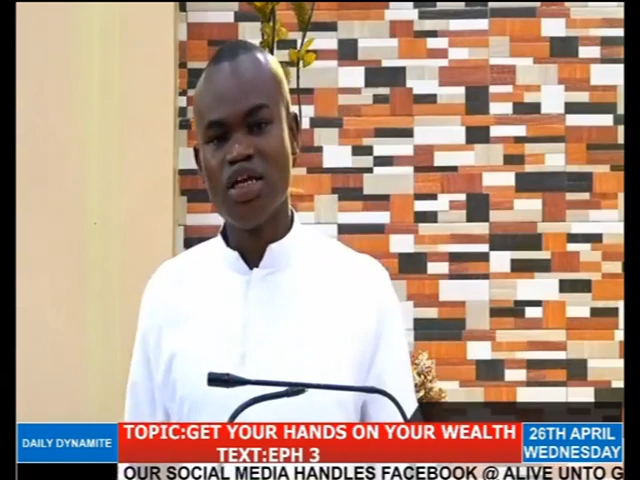 DAILY DYNAMITE
TOPIC:GET YOUR HANDS ON YOUR WEALTH
TEXT:EPH 3
26TH APRIL
WEDNESDAY
OUR SOCIAL MEDIA HANDLES FACEBOOK @ ALIVE UNTO G